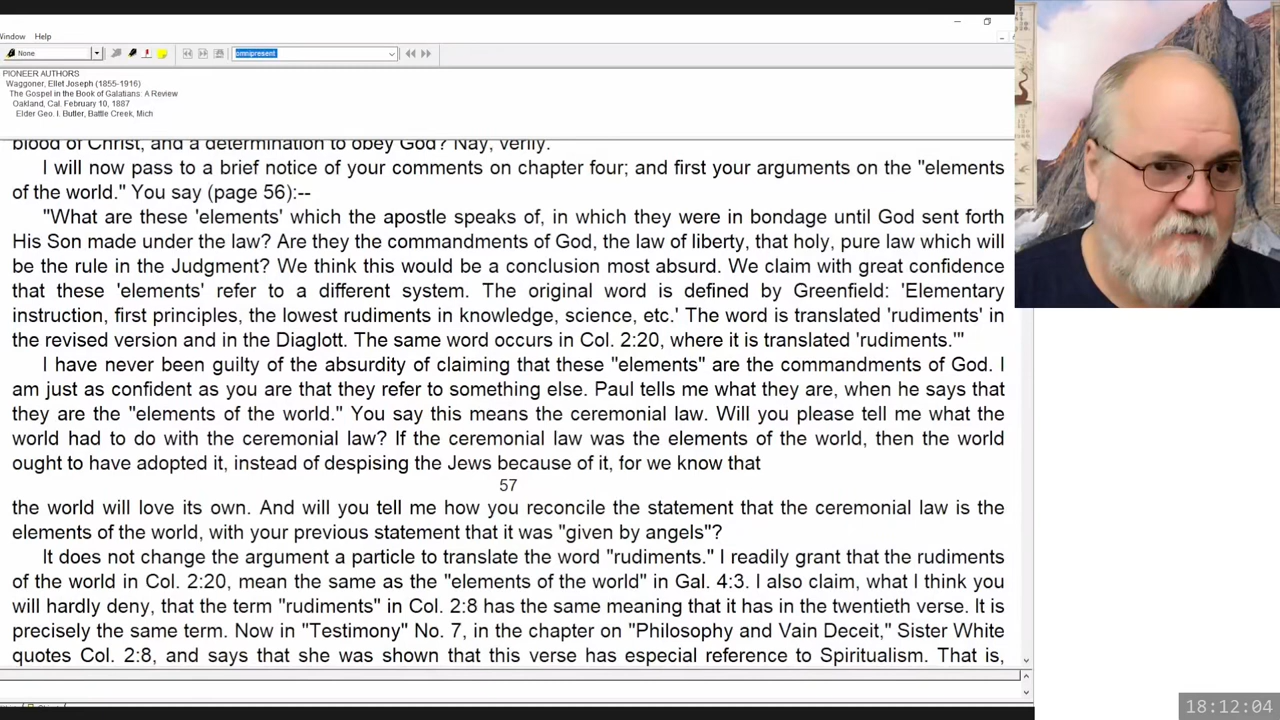 Window Help
None
omnipresent
PIONEER AUTHORS
Waggoner, Ellet Joseph (1855-1916)
The Gospel in the Book of Galatians: A Review
Oakland, Cal. February 10, 1887
Elder Geo. I. Butler, Battle Creek, Mich
blood of Christ, and a determination to obey God? Nay, verily.
I will now pass to a brief notice of your comments on chapter four; and first your arguments on the "elements
of the world." You say (page 56):--
"What are these 'elements' which the apostle speaks of, in which they were in bondage until God sent forth
His Son made under the law? Are they the commandments of God, the law of liberty, that holy, pure law which will
be the rule in the Judgment? We think this would be a conclusion most absurd. We claim with great confidence
that these 'elements' refer to a different system. The original word is defined by Greenfield: 'Elementary
instruction, first principles, the lowest rudiments in knowledge, science, etc.' The word is translated 'rudiments' in
the revised version and in the Diaglott. The same word occurs in Col. 2:20, where it is translated 'rudiments.'"
I have never been guilty of the absurdity of claiming that these "elements" are the commandments of God. I
am just as confident as you are that they refer to something else. Paul tells me what they are, when he says that
they are the "elements of the world." You say this means the ceremonial law. Will you please tell me what the
world had to do with the ceremonial law? If the ceremonial law was the elements of the world, then the world
ought to have adopted it, instead of despising the Jews because of it, for we know that
57
the world will love its own. And will you tell me how you reconcile the statement that the ceremonial law is the
elements of the world, with your previous statement that it was "given by angels"?
It does not change the argument a particle to translate the word "rudiments." I readily grant that the rudiments
of the world in Col. 2:20, mean the same as the "elements of the world" in Gal. 4:3. I also claim, what I think you
will hardly deny, that the term "rudiments" in Col. 2:8 has the same meaning that it has in the twentieth verse. It is
precisely the same term. Now in "Testimony" No. 7, in the chapter on "Philosophy and Vain Deceit," Sister White
quotes Col. 2:8, and says that she was shown that this verse has especial reference to Spiritualism. That is,
18:12:04